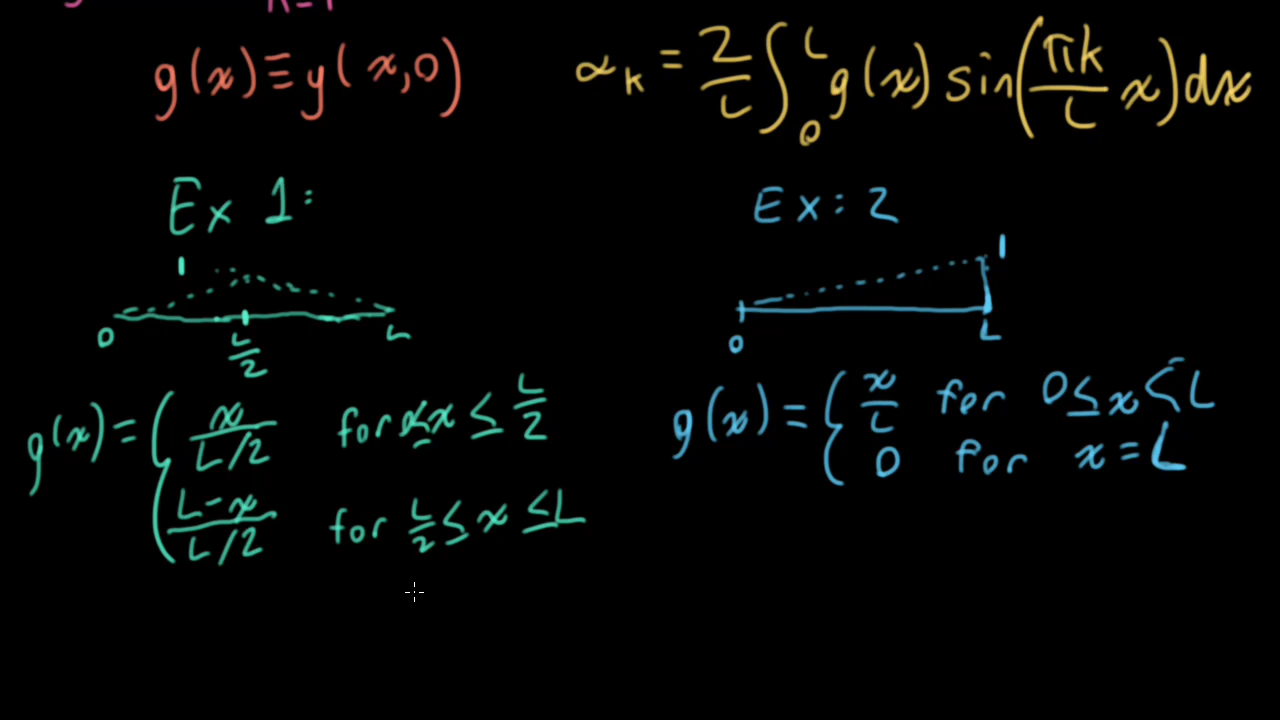 g(x) ≡ y(x,0)
α_k = 2/L ∫_0^L g(x) sin(πk/L x) dx
Ex 1:
1
0 L/2 L
g(x) = { x/(L/2) for 0≤x ≤ L/2
(L-x)/(L/2) for L/2 ≤ x ≤ L
Ex: 2
1
0 L
g(x) = { x/L for 0 ≤ x ≤ L
0 for x = L